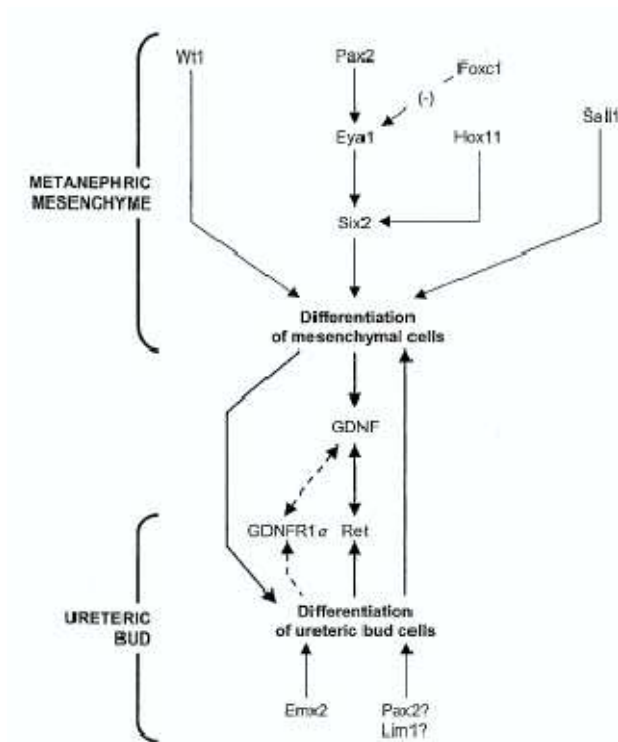 Wt1
Pax2
Foxc1
(-)
Sall1
Eya1
Hox11
METANEPHRIC
MESENCHYME
Six2
Differentiation
of mesenchymal cells
GDNF
GDNFR1α Ret
URETERIC
BUD
Differentiation
of ureteric bud cells
Emx2
Pax2?
Lim1?